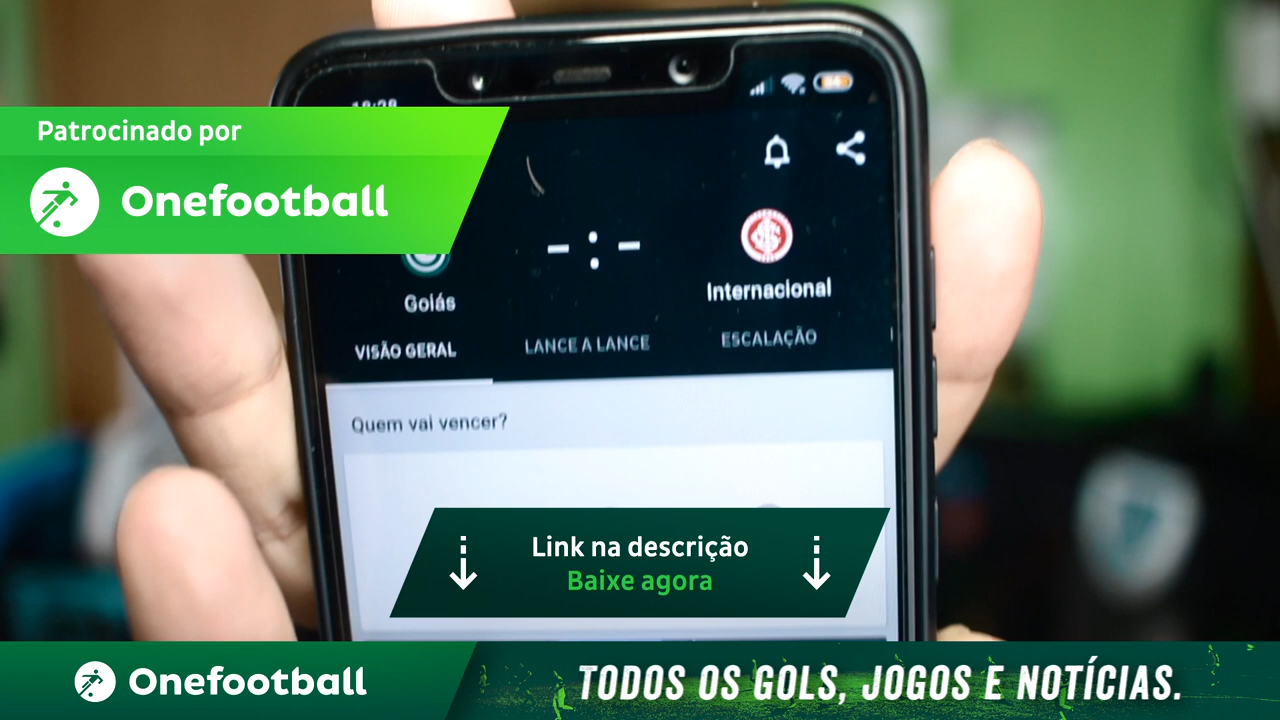 Patrocinado por
Onefootball
Goiás
- : -
Internacional
VISÃO GERAL
LANCE A LANCE
ESCALAÇÃO
Quem vai vencer?
Link na descrição
Baixe agora
Onefootball
TODOS OS GOLS, JOGOS E NOTÍCIAS.